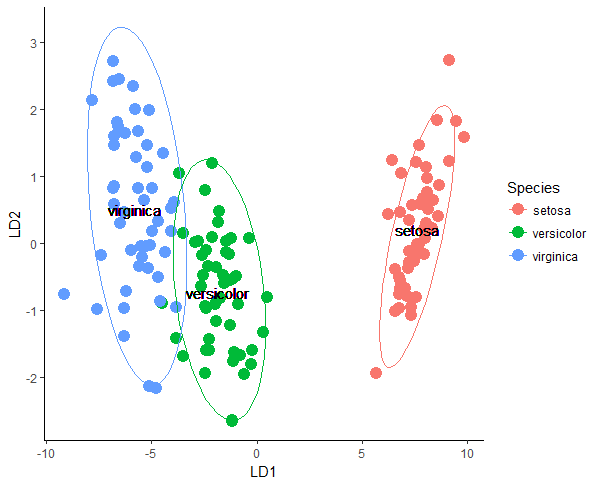 3
2
1
0
-1
-2
LD2
virginica
versicolor
setosa
-10
-5
0
5
10
LD1
Species
setosa
versicolor
virginica